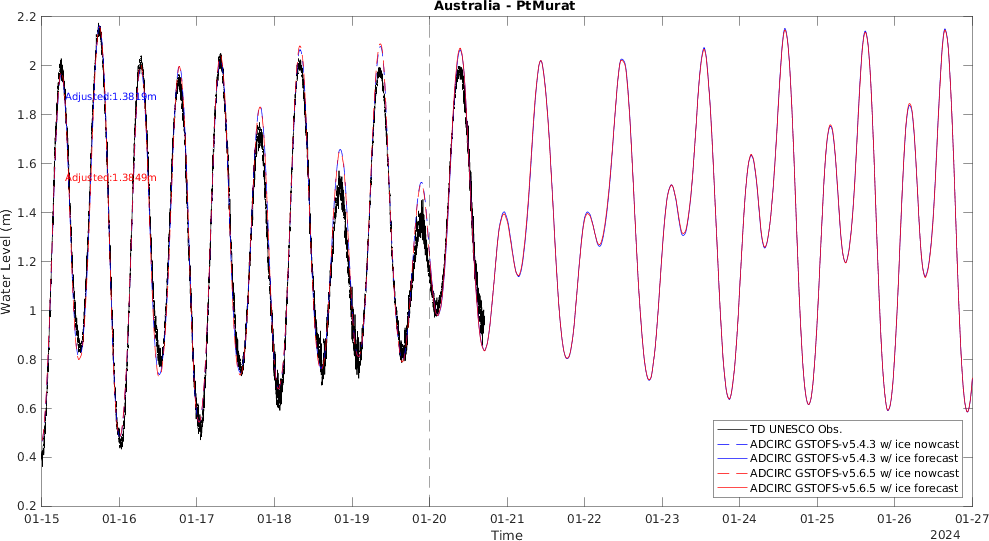 Australia - PtMurat
2.2
2
1.8
1.6
1.4
1.2
1
0.8
0.6
0.4
0.2
Water Level (m)
Adjusted:1.3819m
Adjusted:1.3849m
TD UNESCO Obs.
ADCIRC GSTOFS-v5.4.3 w/ ice nowcast
ADCIRC GSTOFS-v5.4.3 w/ ice forecast
ADCIRC GSTOFS-v5.6.5 w/ ice nowcast
ADCIRC GSTOFS-v5.6.5 w/ ice forecast
01-15 01-16 01-17 01-18 01-19 01-20 01-21 01-22 01-23 01-24 01-25 01-26 01-27
Time
2024